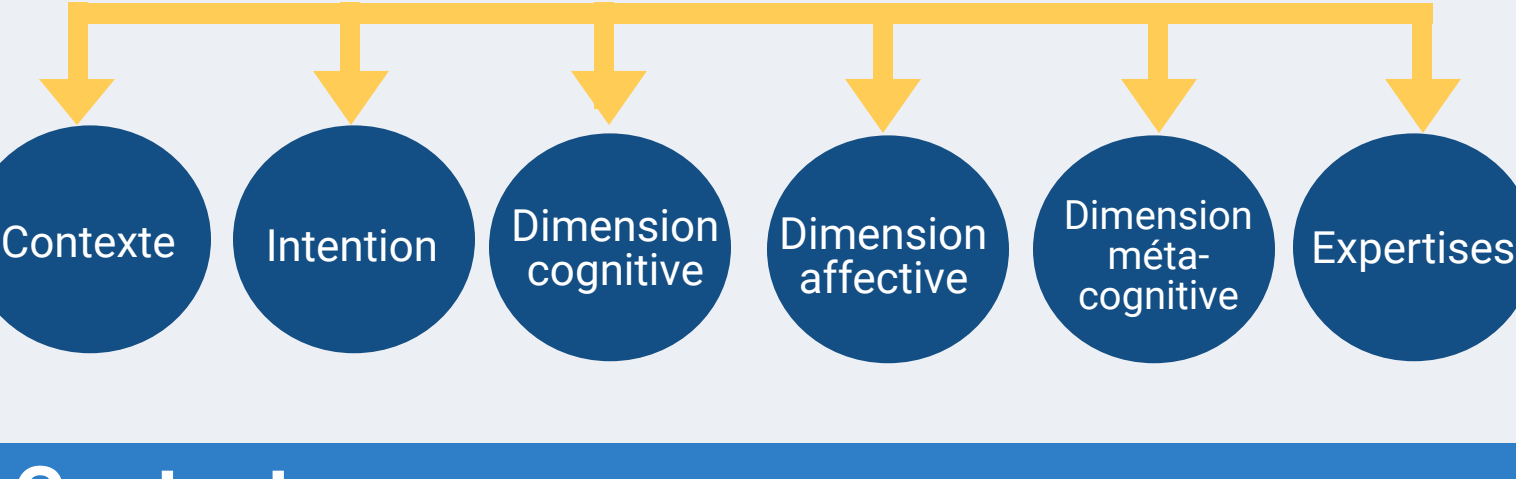 Contexte
Intention
Dimension
cognitive
Dimension
affective
Dimension
méta-
cognitive
Expertises